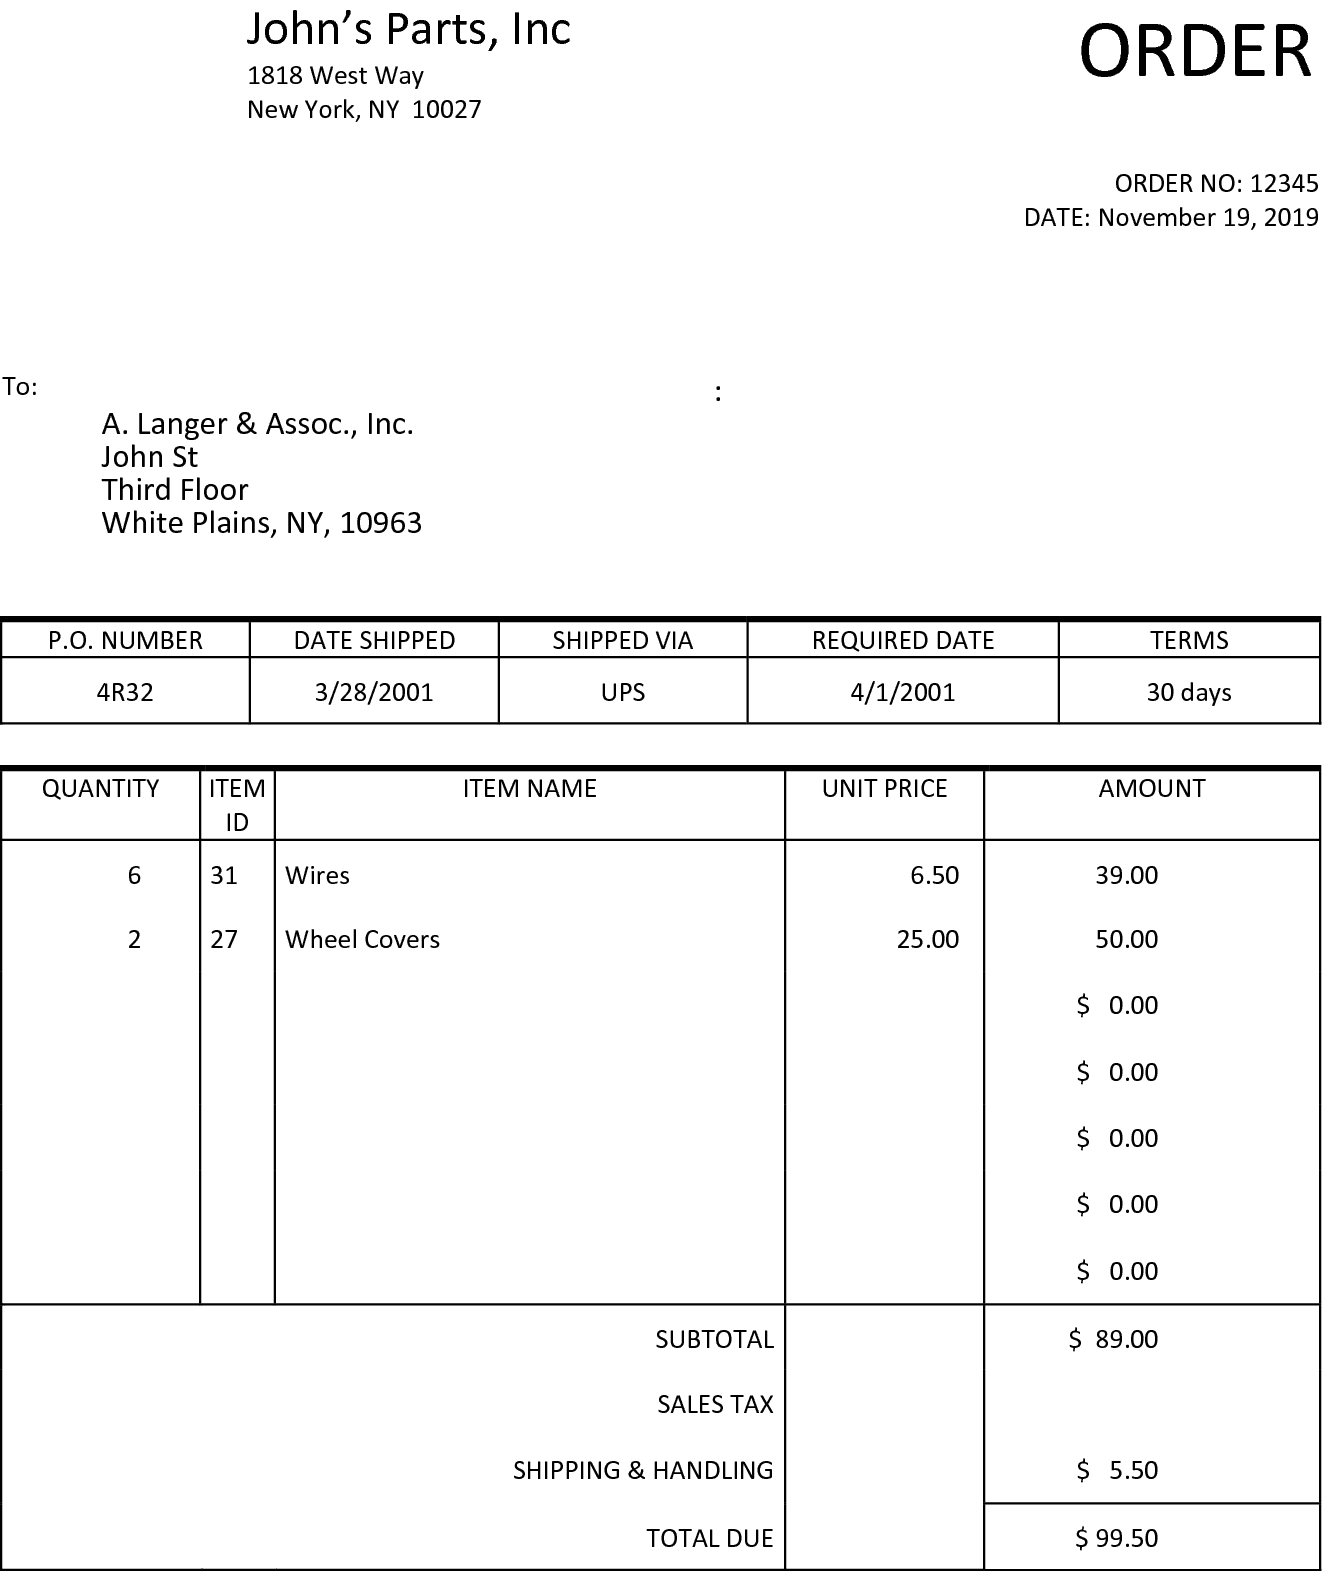 John’s Parts, Inc
ORDER
1818 West Way
New York, NY  10027
ORDER NO: 12345
DATE: November 19, 2019
To:
:
A. Langer & Assoc., Inc.
John St
Third Floor
White Plains, NY, 10963
P.O. NUMBER DATE SHIPPED SHIPPED VIA REQUIRED DATE TERMS
4R32 3/28/2001 UPS 4/1/2001 30 days
QUANTITY ITEM ID ITEM NAME UNIT PRICE AMOUNT
6 31 Wires 6.50 39.00
2 27 Wheel Covers 25.00 50.00
$ 0.00
$ 0.00
$ 0.00
$ 0.00
$ 0.00
SUBTOTAL $ 89.00
SALES TAX
SHIPPING & HANDLING $ 5.50
TOTAL DUE $ 99.50